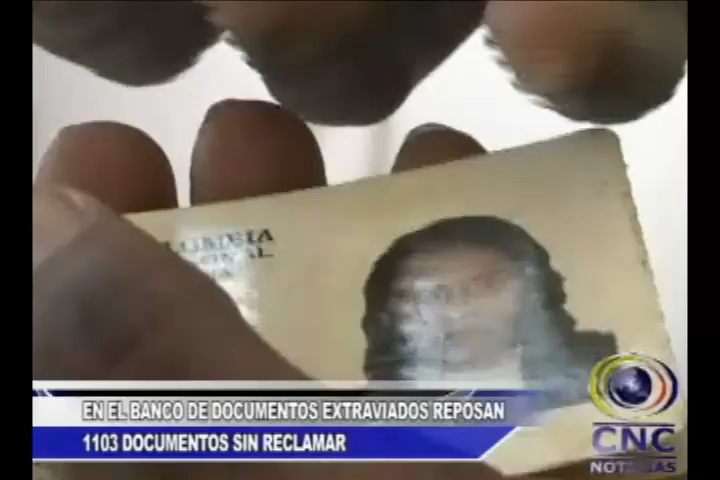 EN EL BANCO DE DOCUMENTOS EXTRAVIADOS REPOSAN
1103 DOCUMENTOS SIN RECLAMAR
CNC
NOTICIAS